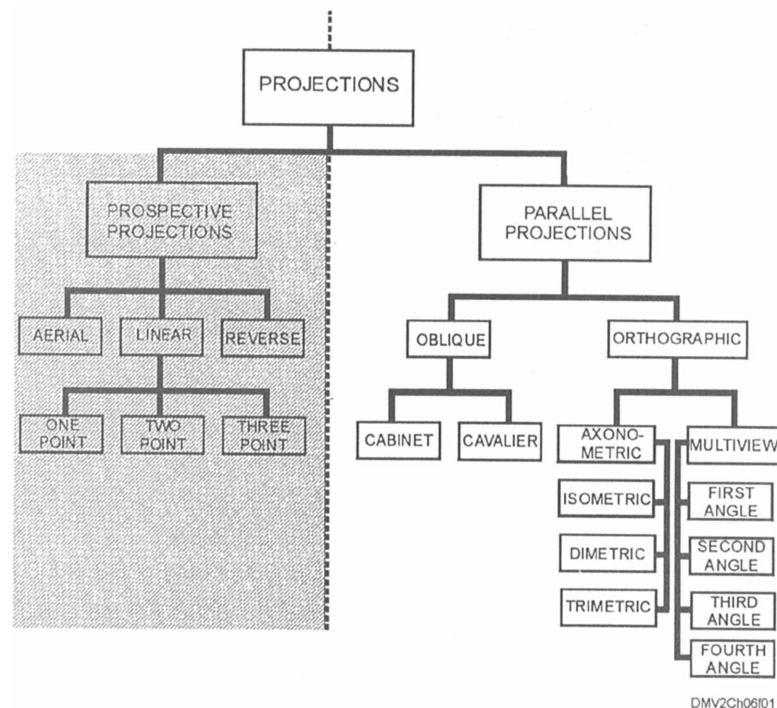 PROJECTIONS
PROSPECTIVE
PROJECTIONS
PARALLEL
PROJECTIONS
AERIAL
LINEAR
REVERSE
OBLIQUE
ORTHOGRAPHIC
ONE
POINT
TWO
POINT
THREE
POINT
CABINET
CAVALIER
AXONO-
METRIC
MULTIVIEW
ISOMETRIC
FIRST
ANGLE
DIMETRIC
SECOND
ANGLE
TRIMETRIC
THIRD
ANGLE
FOURTH
ANGLE
DMV2Ch06f01